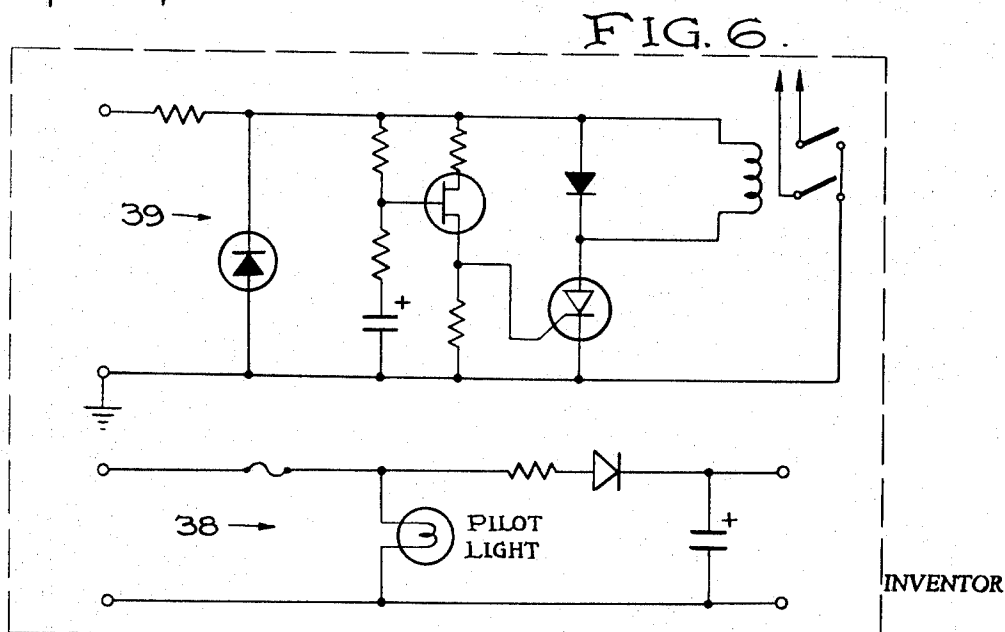 FIG. 6.
39
+
38
PILOT
LIGHT
+
INVENTOR